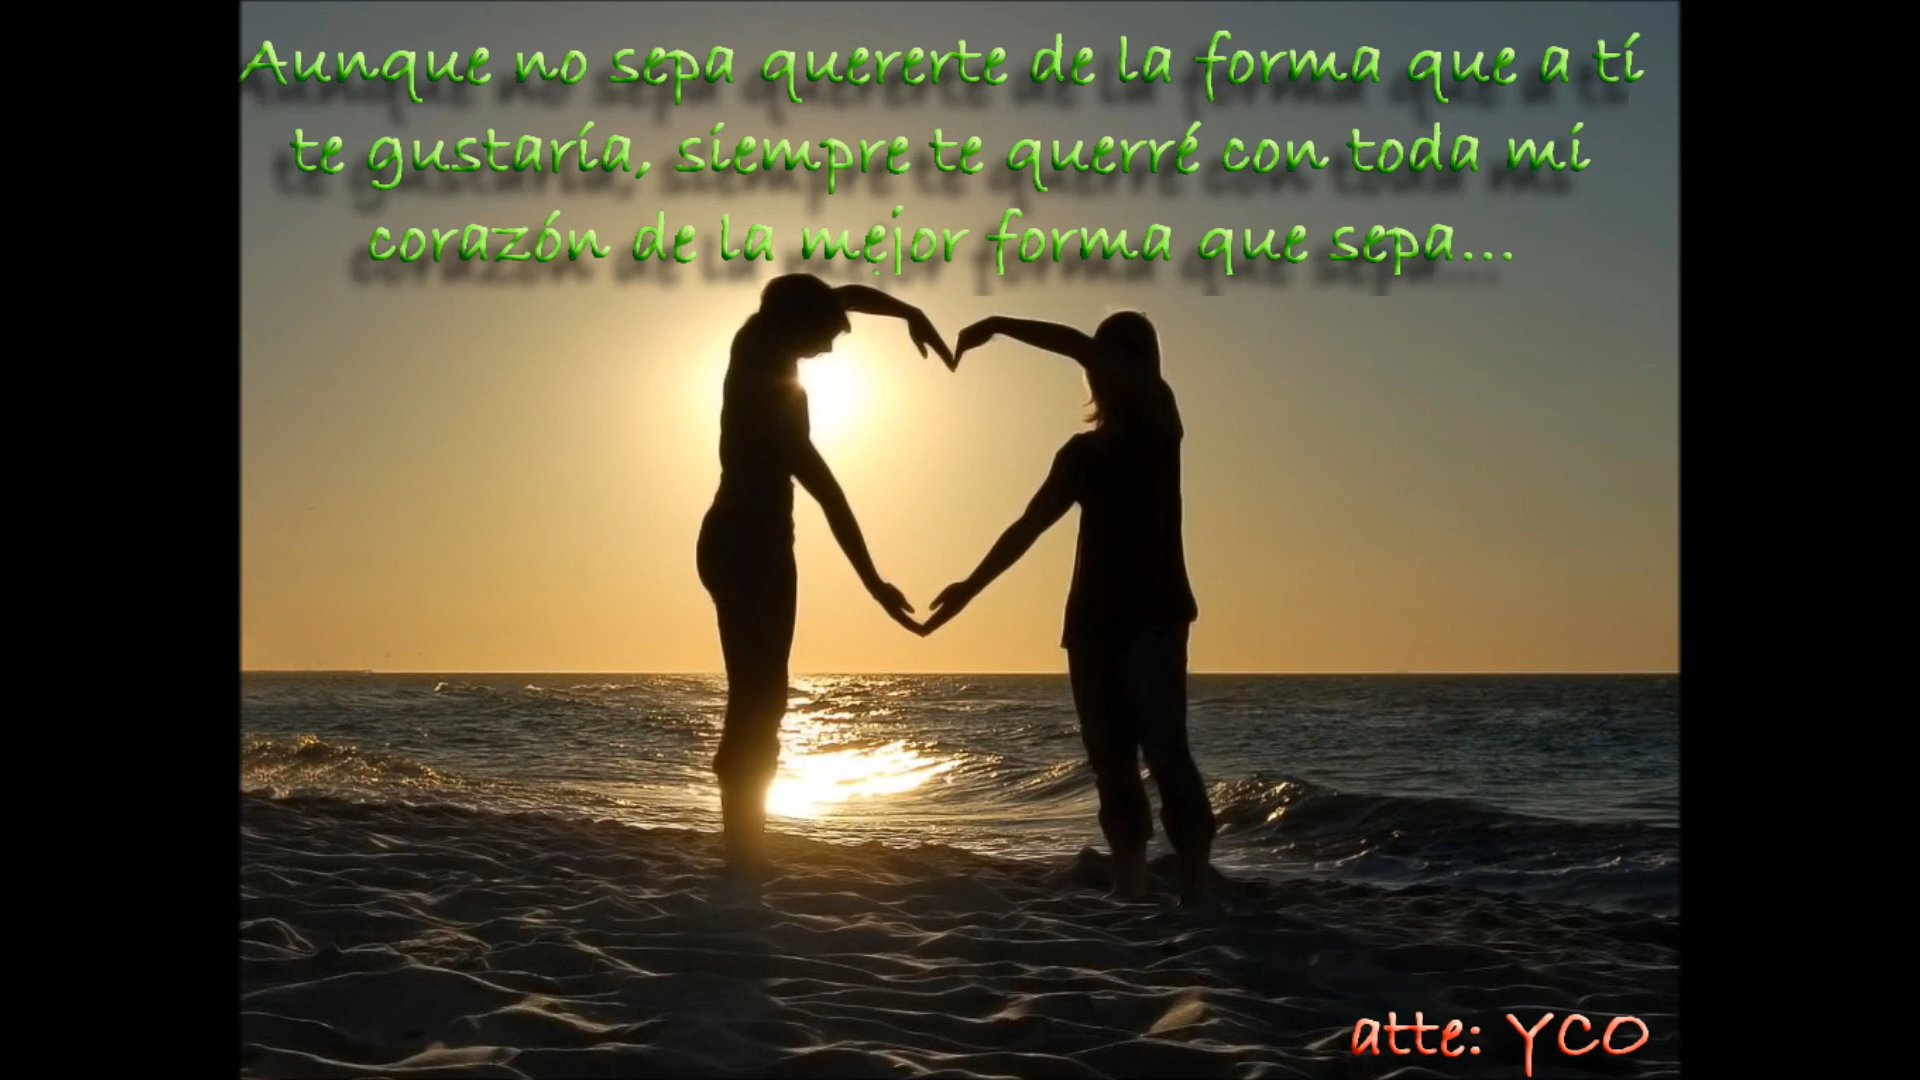 Aunque no sepa quererte de la forma que a tí
te gustaría, siempre te querré con toda mi
corazón de la mejor forma que sepa...
atte: YCO